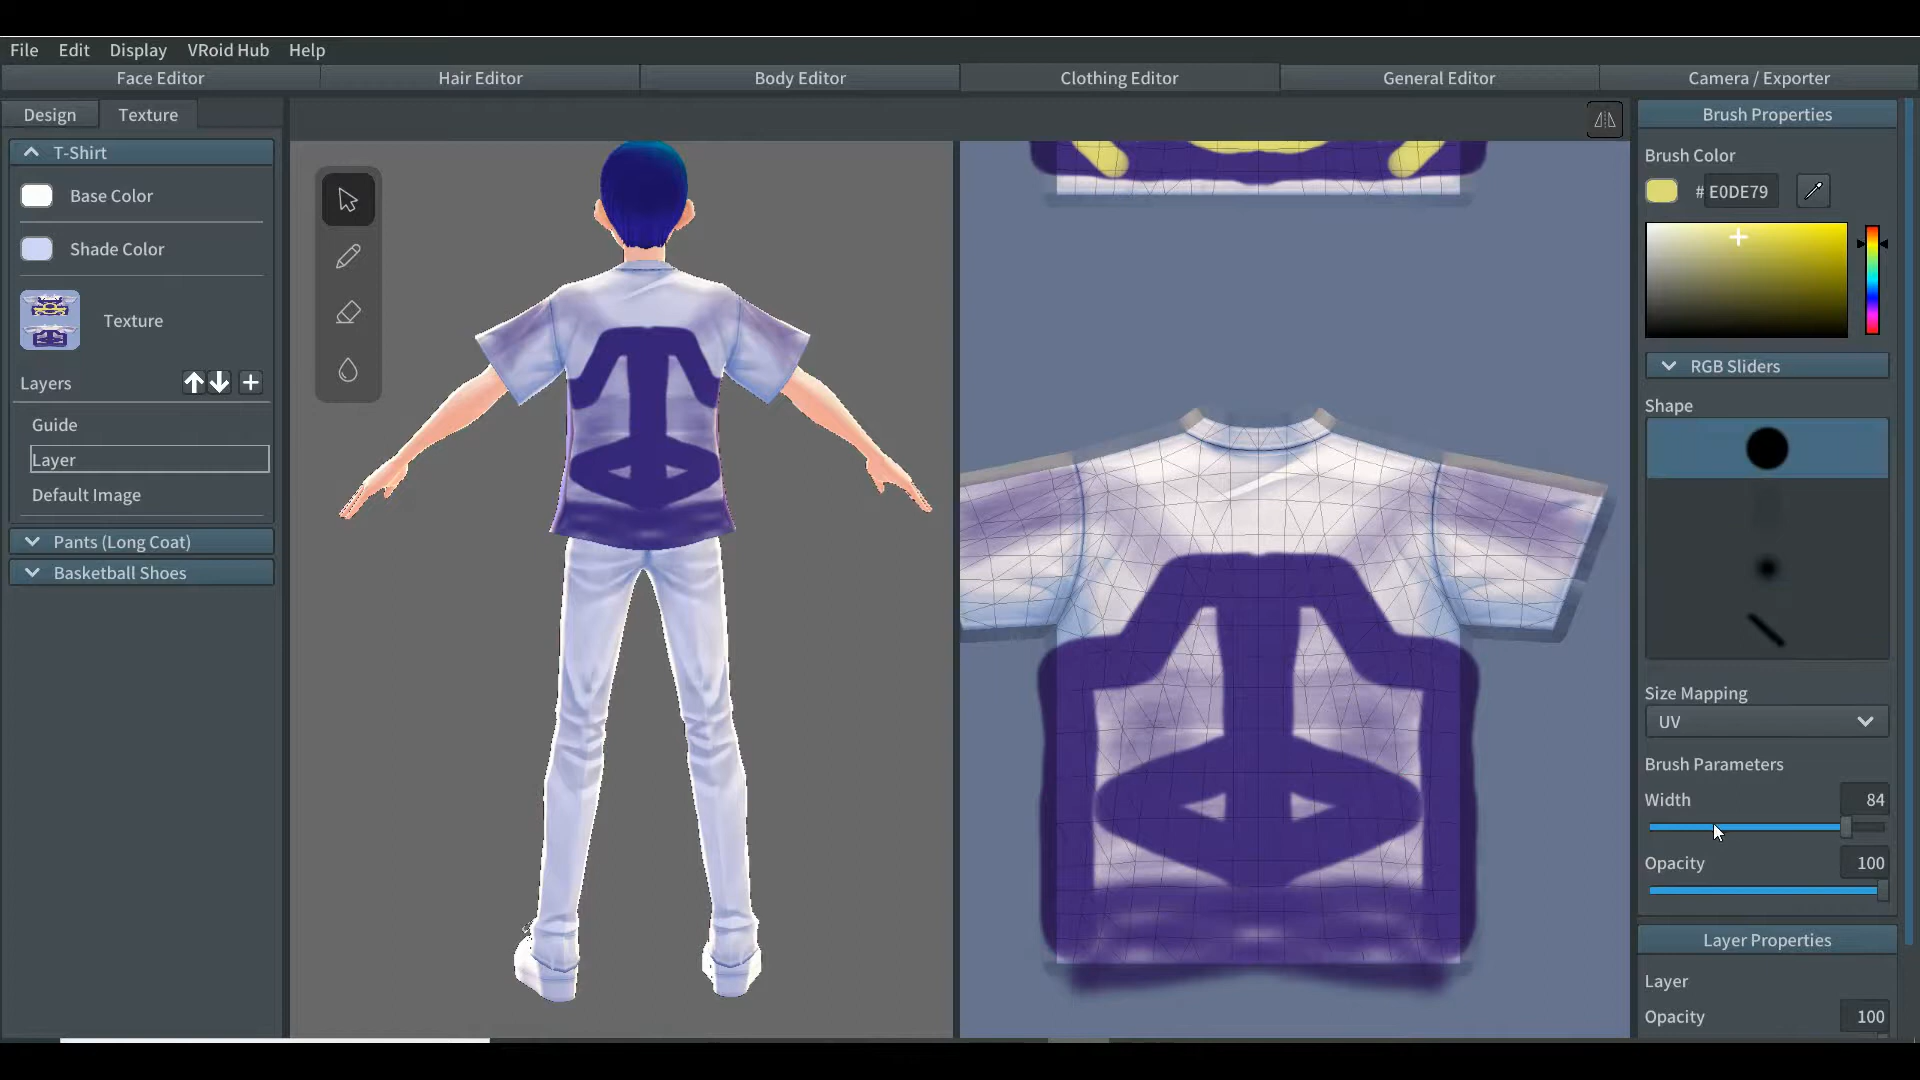 File Edit Display VRoid Hub Help
Face Editor Hair Editor Body Editor Clothing Editor General Editor Camera / Exporter
Design Texture
T-Shirt
Base Color
Shade Color
Texture
Layers
Guide
Layer
Default Image
Pants (Long Coat)
Basketball Shoes
Brush Properties
Brush Color
# E0DE79
RGB Sliders
Shape
Size Mapping
UV
Brush Parameters
Width 84
Opacity 100
Layer Properties
Layer
Opacity 100